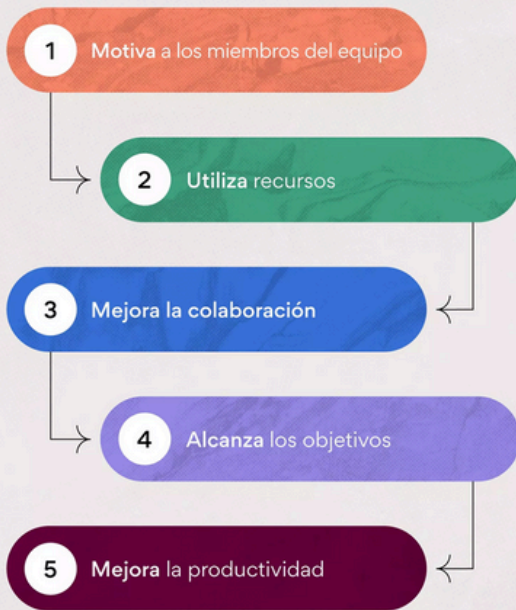 1 Motiva a los miembros del equipo
2 Utiliza recursos
3 Mejora la colaboración
4 Alcanza los objetivos
5 Mejora la productividad